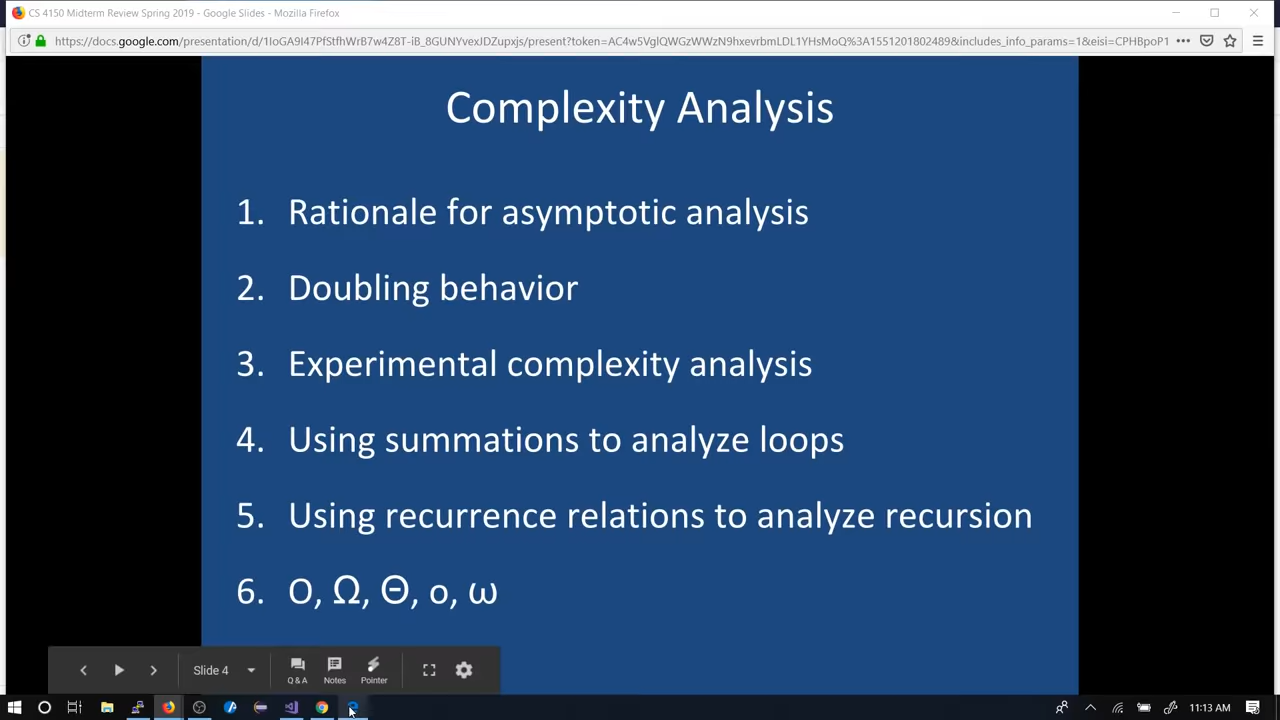 CS 4150 Midterm Review Spring 2019 - Google Slides - Mozilla Firefox
https://docs.google.com/presentation/d/1IoGA9I47PfStfhWrB7w4Z8T-iB_8GUNYvexJDZupxjs/present?token=AC4w5VglQWGzWWzN9hxevrbmLDL1YHsMoQ%3A1551201802489&includes_info_params=1&eisi=CPHBpoP1
Complexity Analysis
1. Rationale for asymptotic analysis
2. Doubling behavior
3. Experimental complexity analysis
4. Using summations to analyze loops
5. Using recurrence relations to analyze recursion
6. O, Ω, Θ, o, ω
Slide 4
Q & A Notes Pointer
11:13 AM